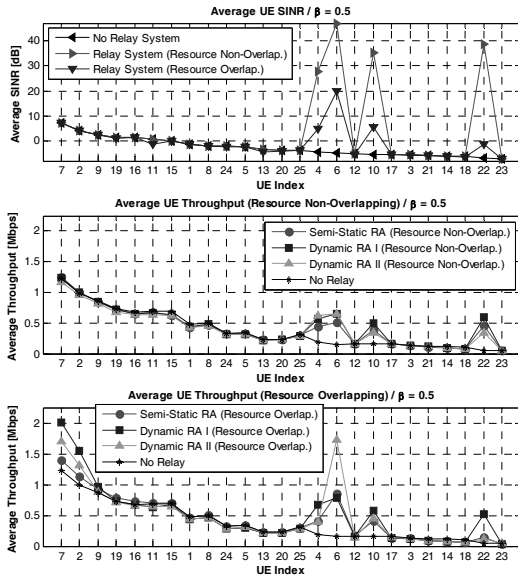 Average UE SINR / β = 0.5
Average SINR [dB]
40
30
20
10
0
No Relay System
Relay System (Resource Non-Overlap.)
Relay System (Resource Overlap.)
7 2 9 19 16 11 15 1 8 24 5 13 20 25 4 6 12 10 17 3 21 14 18 22 23
UE Index
Average UE Throughput (Resource Non-Overlapping) / β = 0.5
Average Throughput [Mbps]
2
1.5
1
0.5
0
Semi-Static RA (Resource Non-Overlap.)
Dynamic RA I (Resource Non-Overlap.)
Dynamic RA II (Resource Non-Overlap.)
No Relay
7 2 9 19 16 11 15 1 8 24 5 13 20 25 4 6 12 10 17 3 21 14 18 22 23
UE Index
Average UE Throughput (Resource Overlapping) / β = 0.5
Average Throughput [Mbps]
2
1.5
1
0.5
0
Semi-Static RA (Resource Overlap.)
Dynamic RA I (Resource Overlap.)
Dynamic RA II (Resource Overlap.)
No Relay
7 2 9 19 16 11 15 1 8 24 5 13 20 25 4 6 12 10 17 3 21 14 18 22 23
UE Index